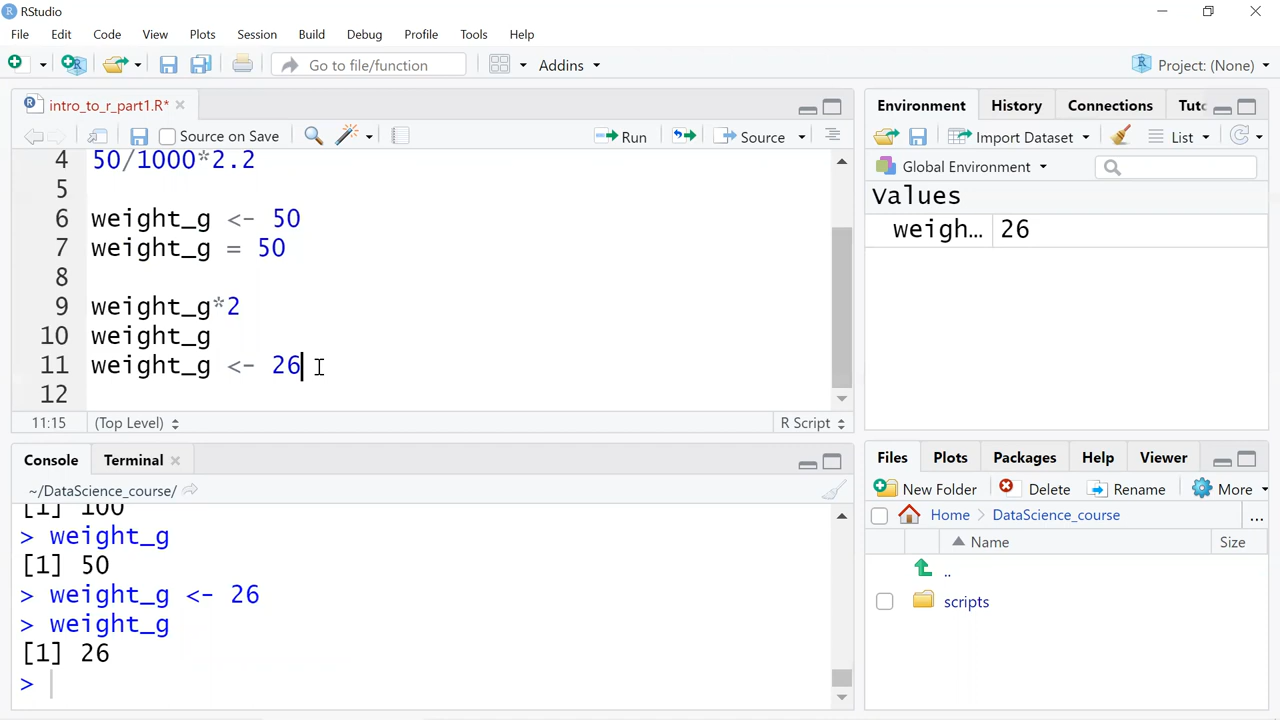 RStudio
File Edit Code View Plots Session Build Debug Profile Tools Help
Go to file/function Addins Project: (None)
intro_to_r_part1.R*
Source on Save Run Source
4 50/1000*2.2
5
6 weight_g <- 50
7 weight_g = 50
8
9 weight_g*2
10 weight_g
11 weight_g <- 26
12
11:15 (Top Level) R Script
Console Terminal
~/DataScience_course/
[1] 100
> weight_g
[1] 50
> weight_g <- 26
> weight_g
[1] 26
>
Environment History Connections Tuto
Import Dataset List
Global Environment
Values
weigh… 26
Files Plots Packages Help Viewer
New Folder Delete Rename More
Home DataScience_course ...
Name Size
..
scripts